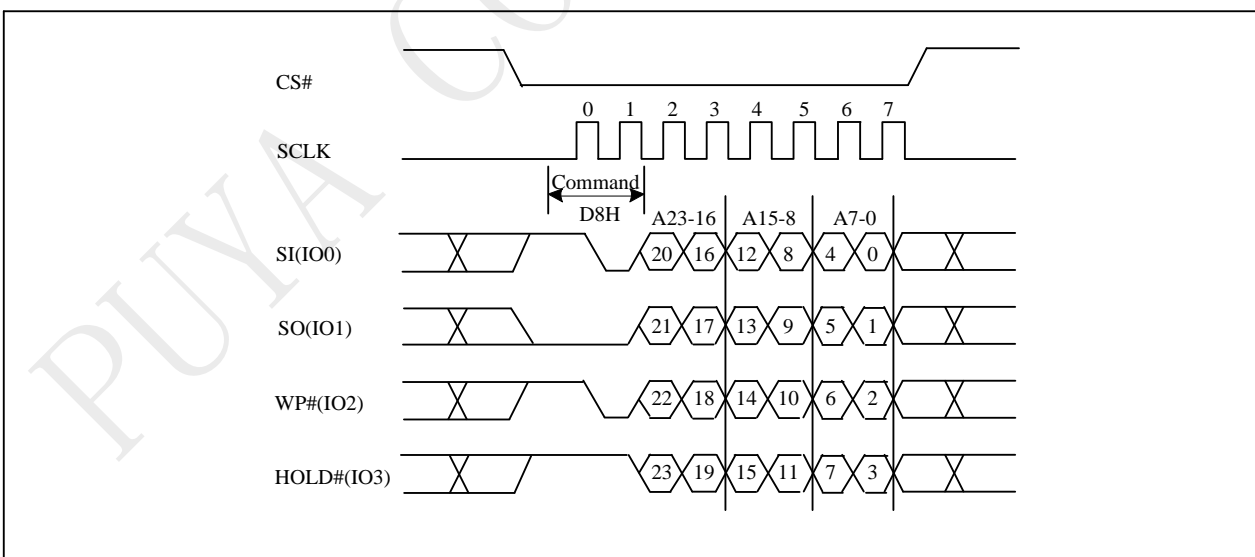 CS#
0 1 2 3 4 5 6 7
SCLK
Command
D8H
A23-16 A15-8 A7-0
SI(IO0) 20 16 12 8 4 0
SO(IO1) 21 17 13 9 5 1
WP#(IO2) 22 18 14 10 6 2
HOLD#(IO3) 23 19 15 11 7 3
PUYA